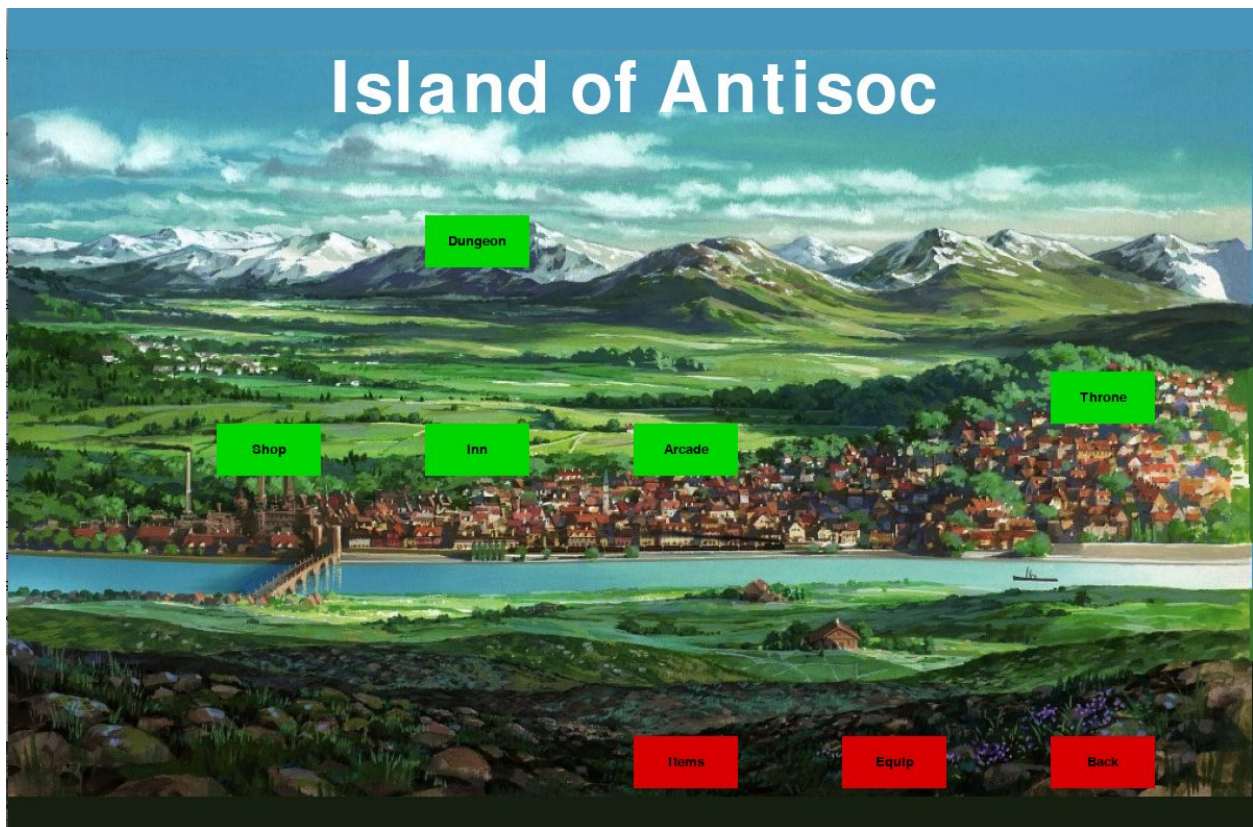 Island of Antisoc
Dungeon
Throne
Shop
Inn
Arcade
Items
Equip
Back